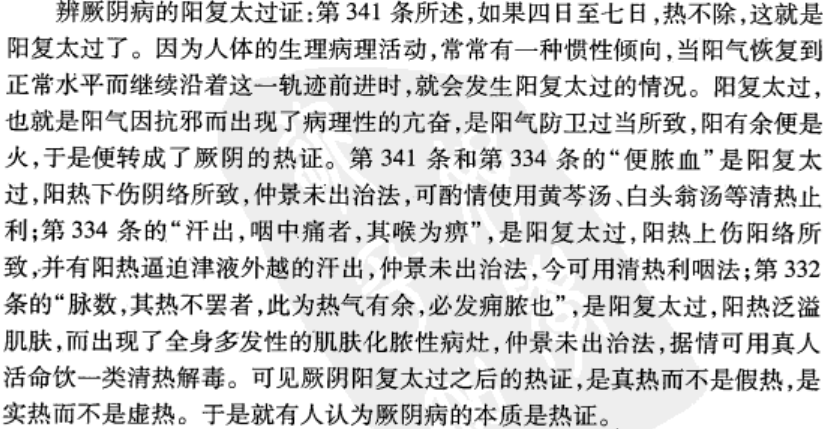 辨厥阴病的阳复太过证:第 341 条所述,如果四日至七日,热不除,这就是
阳复太过了。因为人体的生理病理活动,常常有一种惯性倾向,当阳气恢复到
正常水平而继续沿着这一轨迹前进时,就会发生阳复太过的情况。阳复太过,
也就是阳气因抗邪而出现了病理性的亢奋,是阳气防卫过当所致,阳有余便是
火,于是便转成了厥阴的热证。第 341 条和第 334 条的“便脓血”是阳复太
过,阳热下伤阴络所致,仲景未出治法,可酌情使用黄芩汤、白头翁汤等清热止
利;第 334 条的“汗出,咽中痛者,其喉为痹”,是阳复太过,阳热上伤阳络所
致,并有阳热逼迫津液外越的汗出,仲景未出治法,今可用清热利咽法;第 332
条的“脉数,其热不罢者,此为热气有余,必发痈脓也”,是阳复太过,阳热泛溢
肌肤,而出现了全身多发性的肌肤化脓性病灶,仲景未出治法,据情可用真人
活命饮一类清热解毒。可见厥阴阳复太过之后的热证,是真热而不是假热,是
实热而不是虚热。于是就有人认为厥阴病的本质是热证。